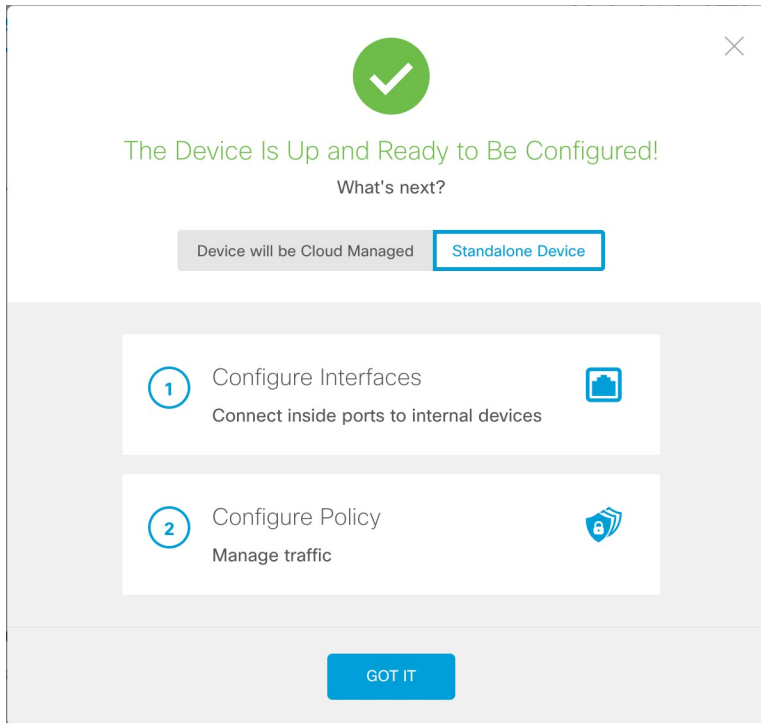 The Device Is Up and Ready to Be Configured!
What's next?
Device will be Cloud Managed
Standalone Device
1
Configure Interfaces
Connect inside ports to internal devices
2
Configure Policy
Manage traffic
GOT IT